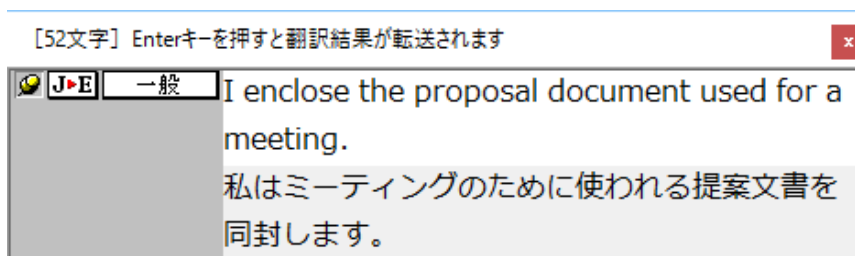 [52文字] Enterキーを押すと翻訳結果が転送されます
x
J▶E 一般 I enclose the proposal document used for a
meeting.
私はミーティングのために使われる提案文書を
同封します。